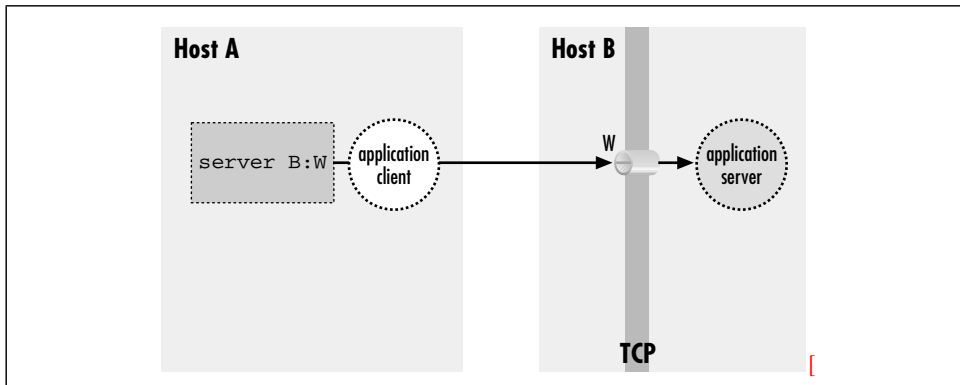 Host A
Host B
server B:W
application
client
W
application
server
TCP
[